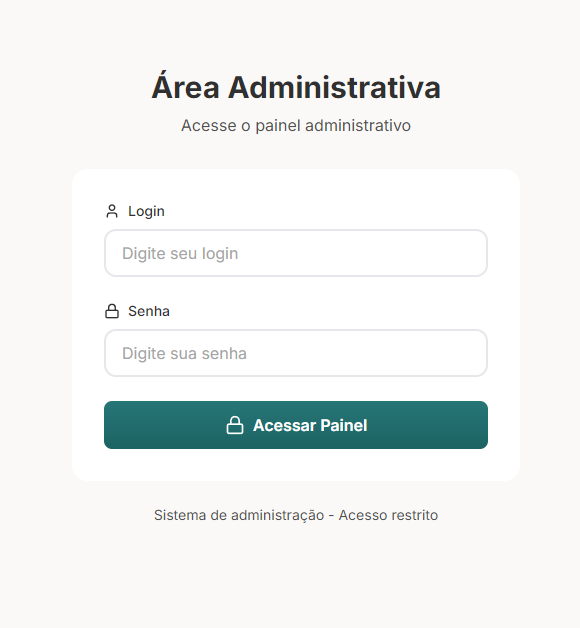 Área Administrativa
Acesse o painel administrativo
Login
Digite seu login
Senha
Digite sua senha
Acessar Painel
Sistema de administração - Acesso restrito